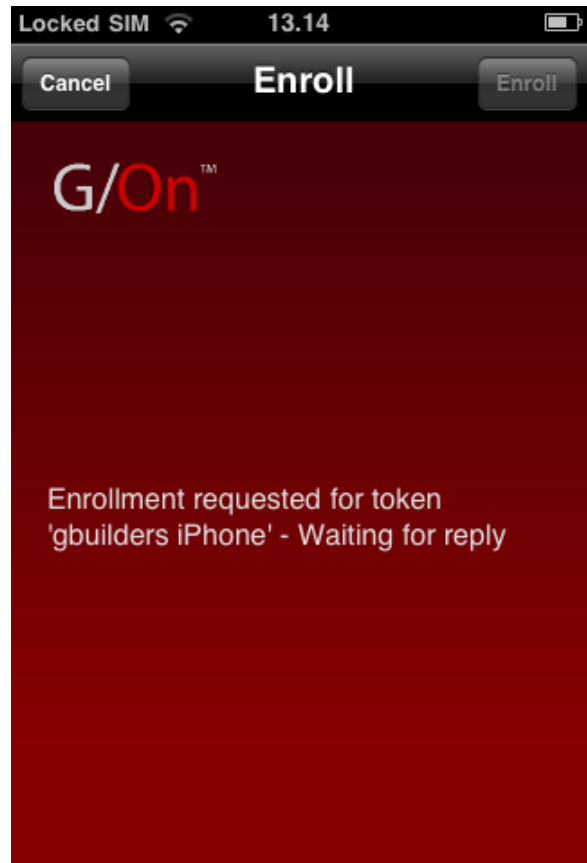 Locked SIM 13.14
Cancel Enroll Enroll
G/On™
Enrollment requested for token
'gbuilders iPhone' - Waiting for reply